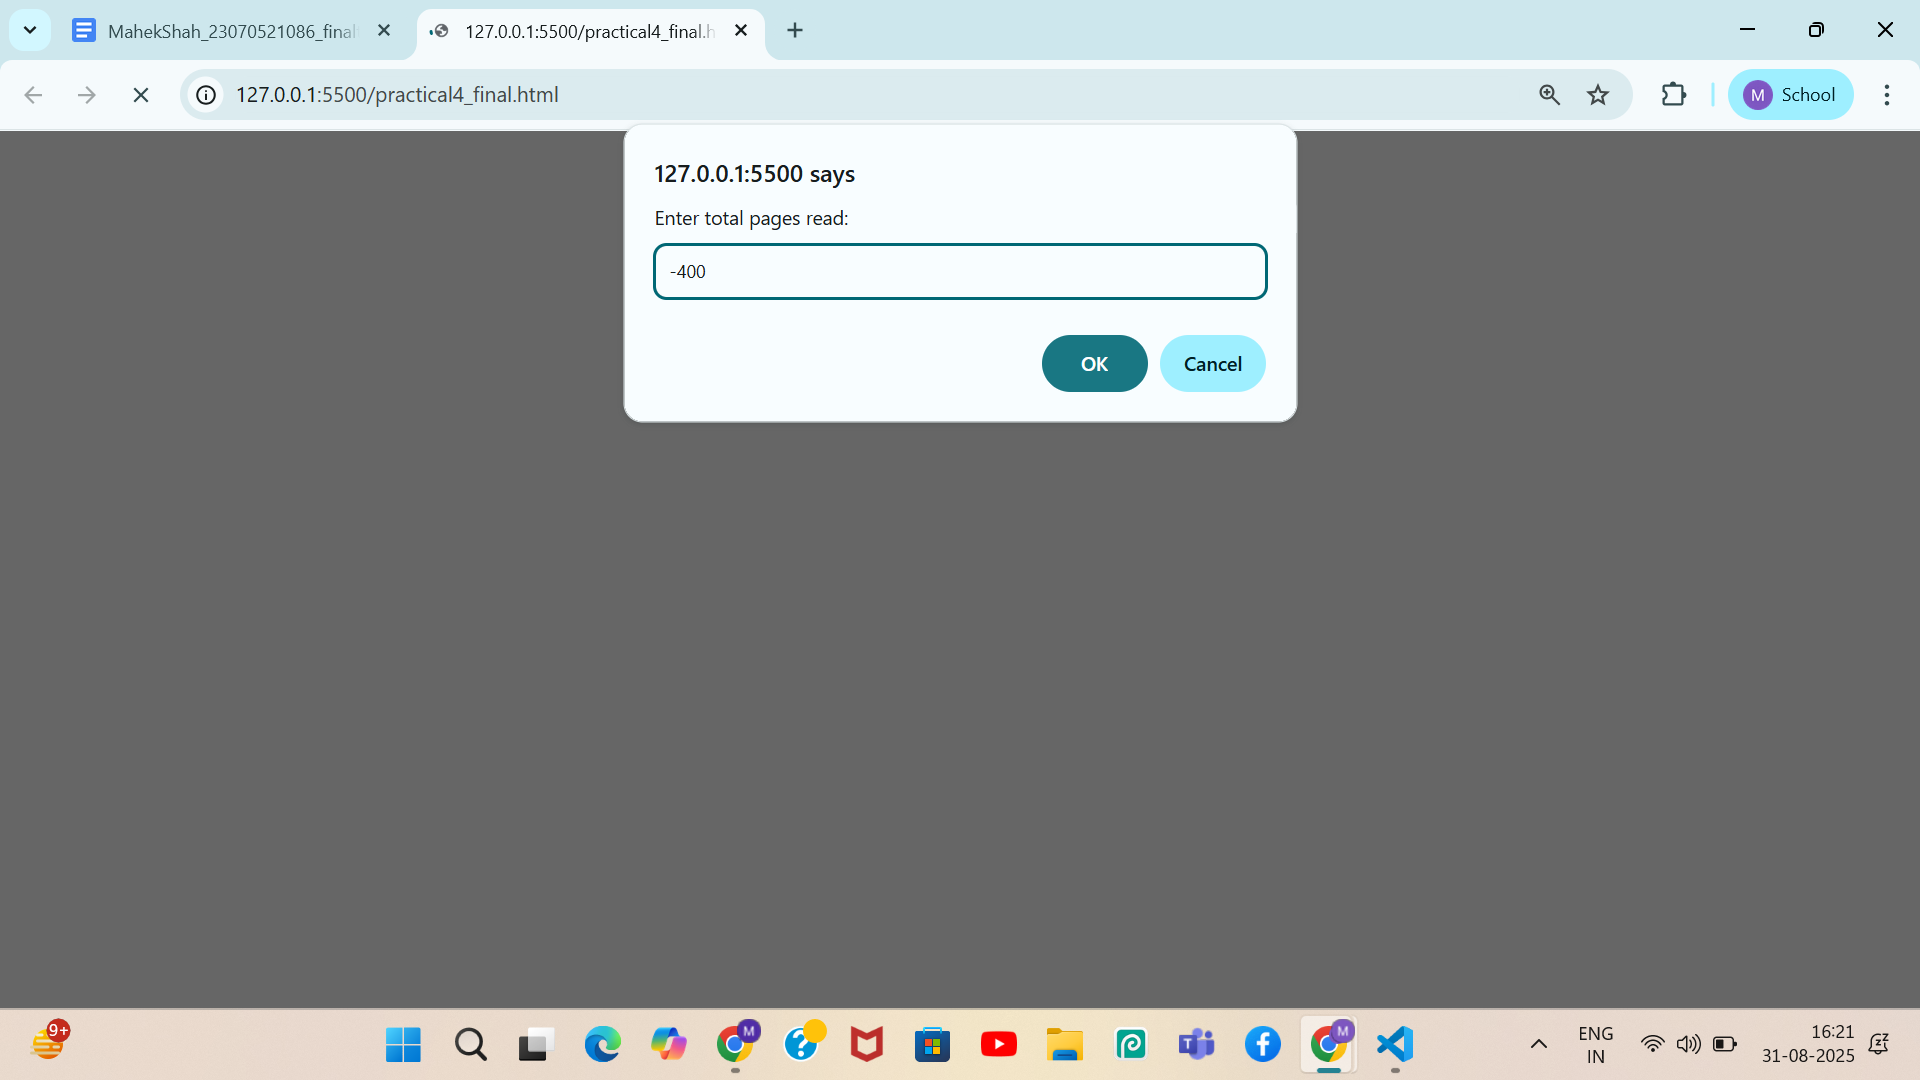 MahekShah_23070521086_final
127.0.0.1:5500/practical4_final.h
127.0.0.1:5500/practical4_final.html
M School
127.0.0.1:5500 says
Enter total pages read:
-400
OK Cancel
9+
M
M
ENG
IN
16:21
31-08-2025